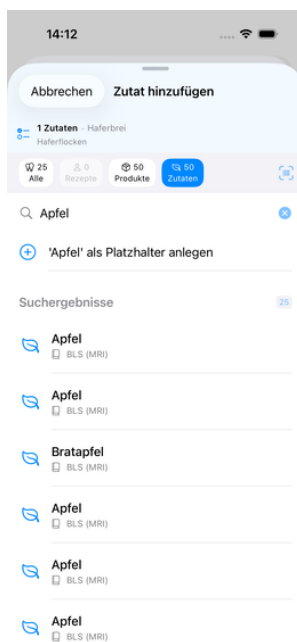 14:12
Abbrechen
Zutat hinzufügen
1 Zutaten · Haferbrei
Haferflocken
25
Alle
0
Rezepte
50
Produkte
50
Zutaten
Apfel
'Apfel' als Platzhalter anlegen
Suchergebnisse
25
Apfel
BLS (MRI)
Apfel
BLS (MRI)
Bratapfel
BLS (MRI)
Apfel
BLS (MRI)
Apfel
BLS (MRI)
Apfel
BLS (MRI)